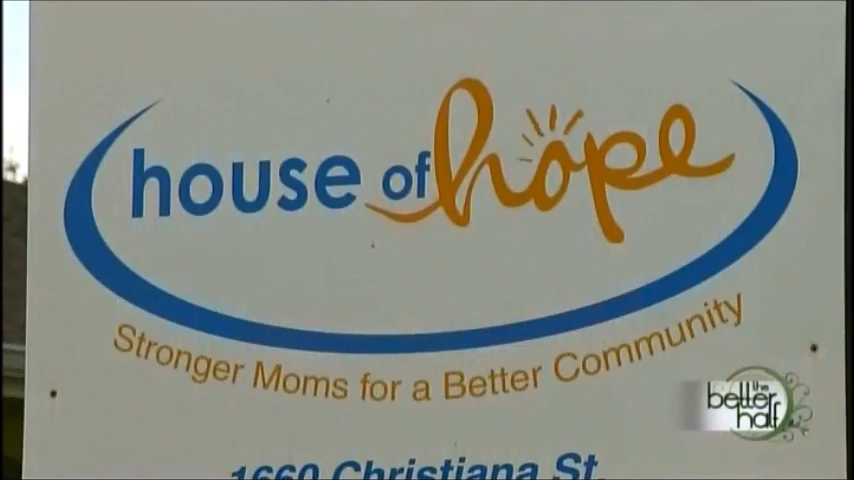 house of hope
Stronger Moms for a Better Community
1660 Christiana St.
the
better
half